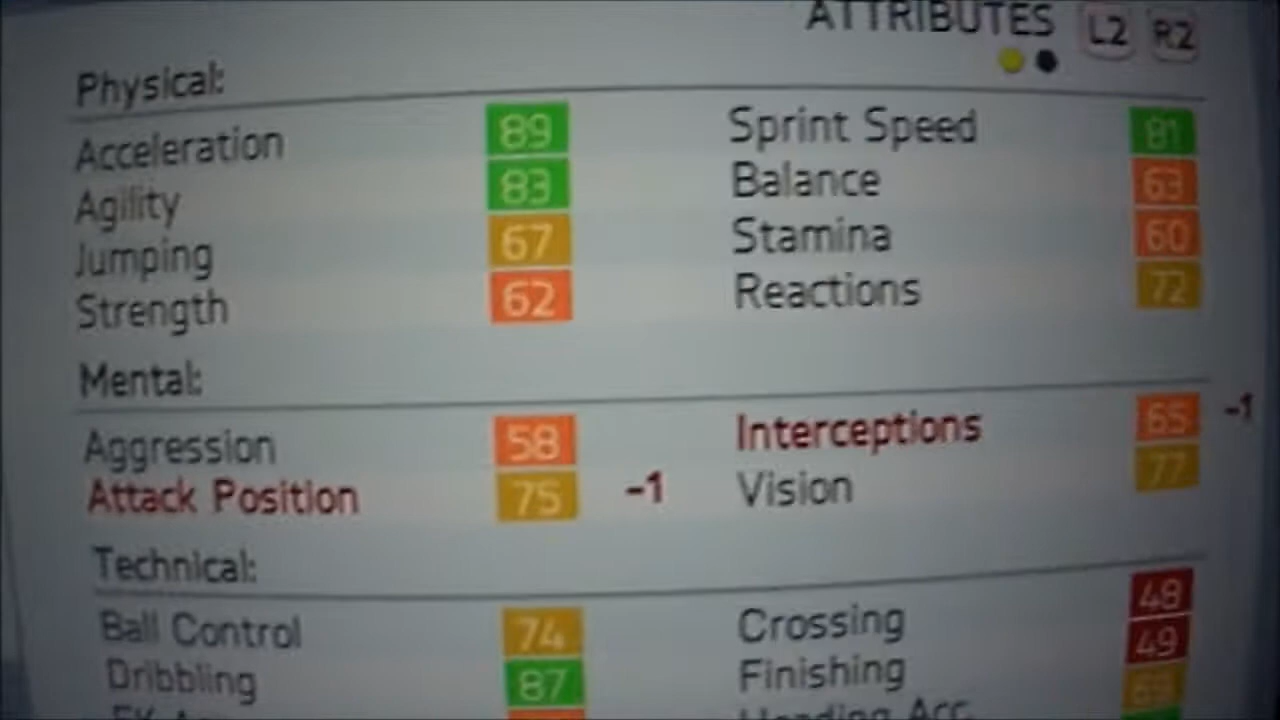 ATTRIBUTES L2 R2
Physical:
Acceleration 89 Sprint Speed 81
Agility 83 Balance 63
Jumping 67 Stamina 60
Strength 62 Reactions 72
Mental:
Aggression 58 Interceptions 65 -1
Attack Position 75 -1 Vision 77
Technical:
Ball Control 74 Crossing 48
Dribbling 87 Finishing 49
Heading Acc.